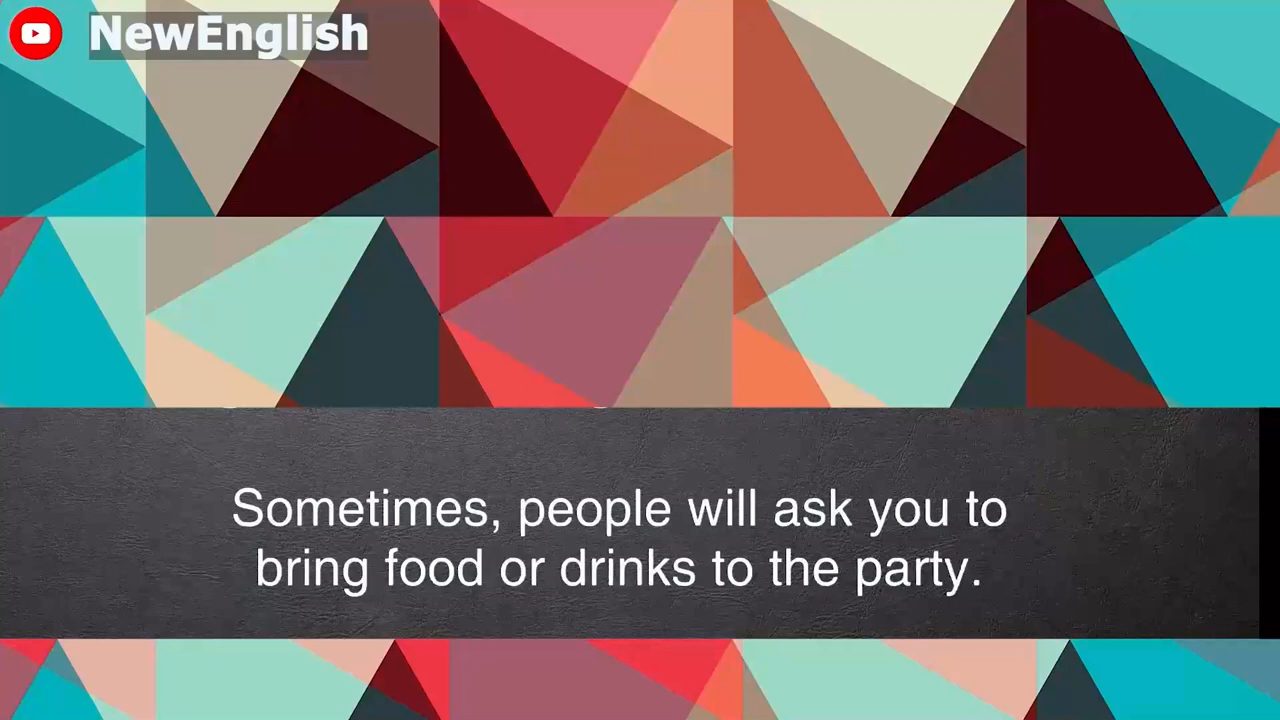 NewEnglish
Sometimes, people will ask you to
bring food or drinks to the party.